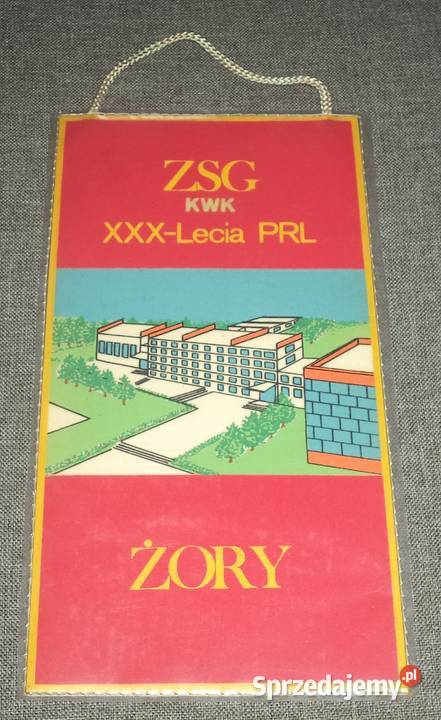 ZSG
KWK
XXX-Lecia PRL
ŻORY
Sprzedajemy.pl